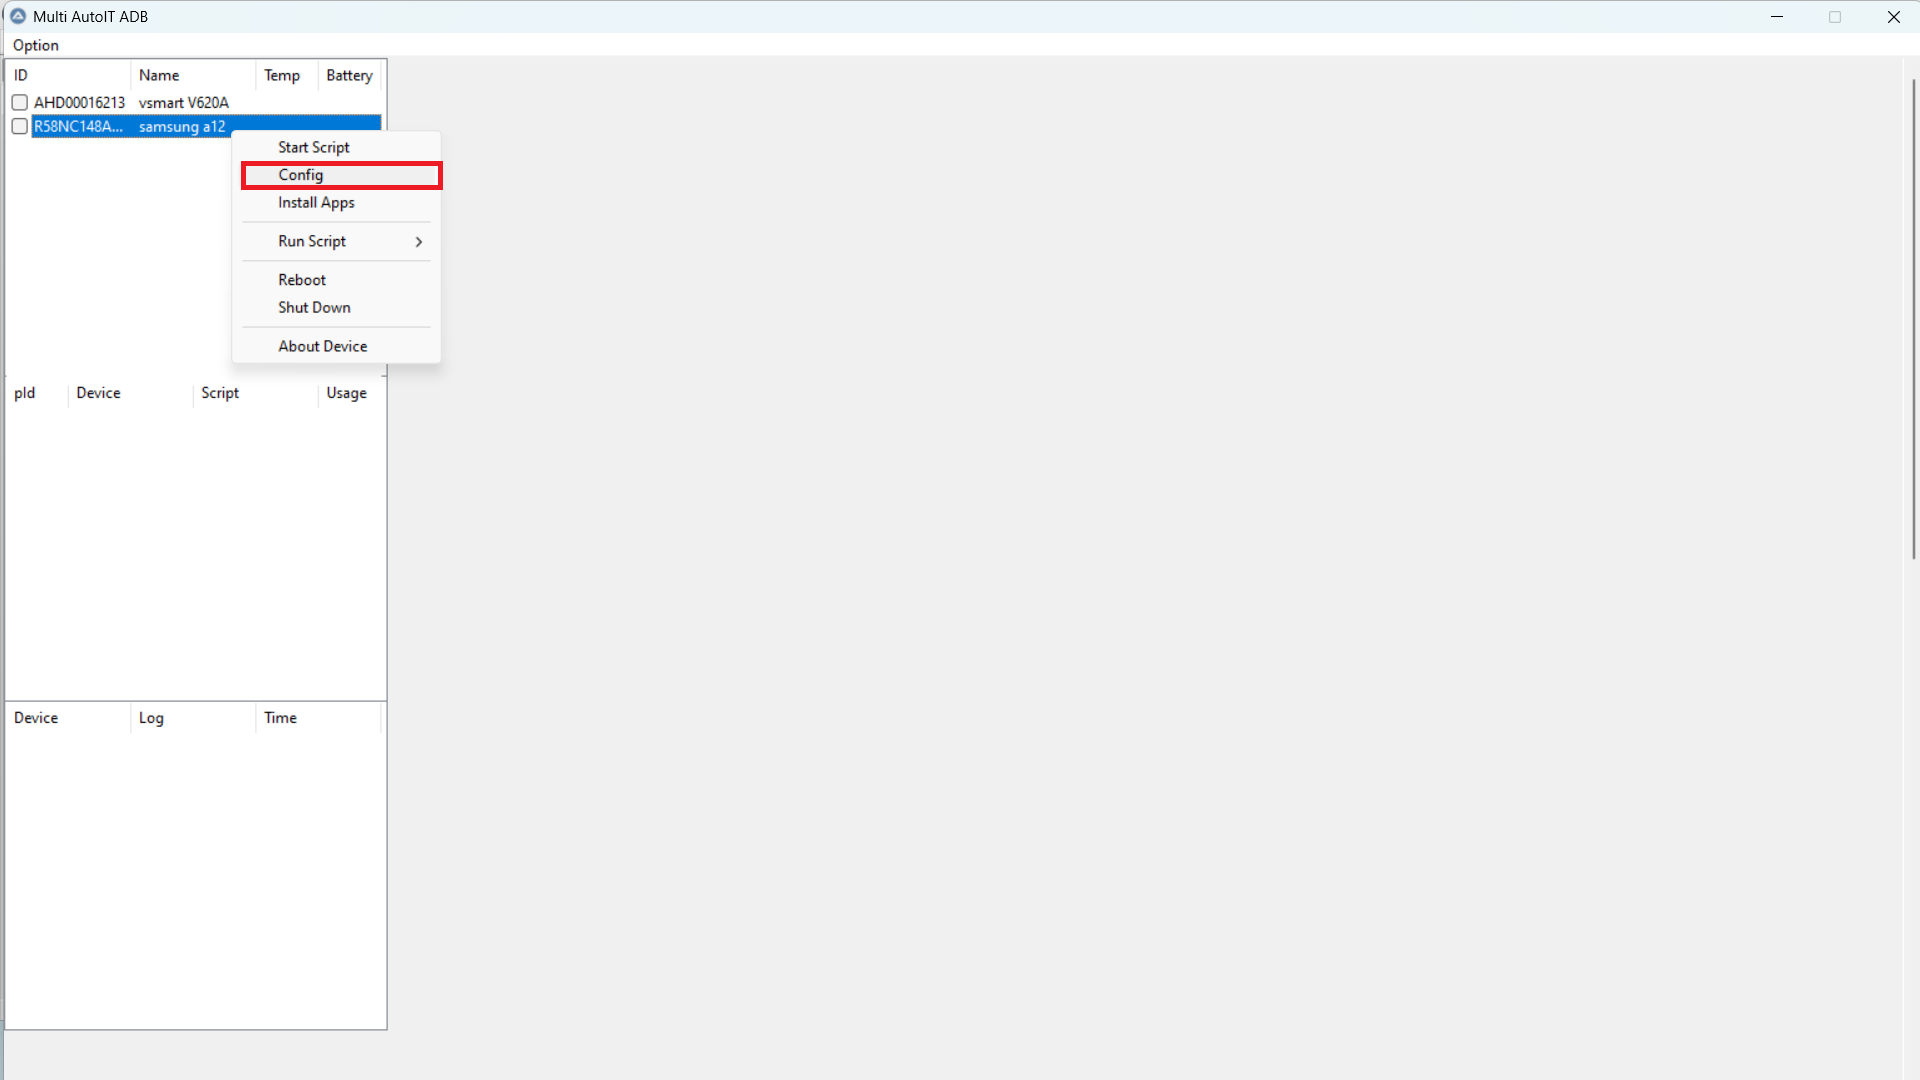 Multi AutoIT ADB
Option
ID Name Temp Battery
AHD00016213 vsmart V620A
R58NC148A... samsung a12
Start Script
Config
Install Apps
Run Script
Reboot
Shut Down
About Device
pId Device Script Usage
Device Log Time